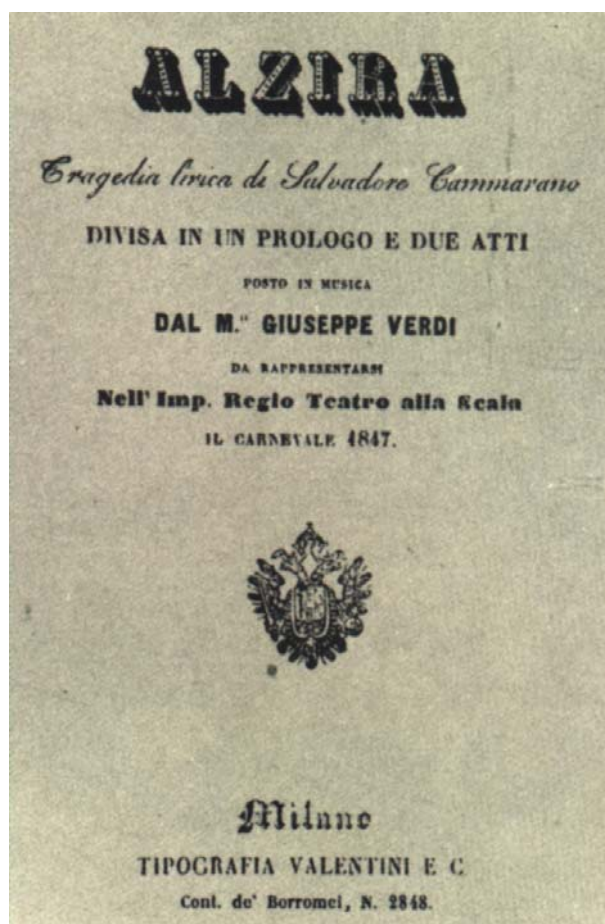 ALZIRA
Tragedia lirica di Salvadore Cammarano
DIVISA IN UN PROLOGO E DUE ATTI
POSTO IN MUSICA
DAL M.° GIUSEPPE VERDI
DA RAPPRESENTARSI
Nell' Imp. Regio Teatro alla Scala
IL CARNEVALE 1847.
Milano
TIPOGRAFIA VALENTINI E C
Cont. de' Borromei, N. 2848.